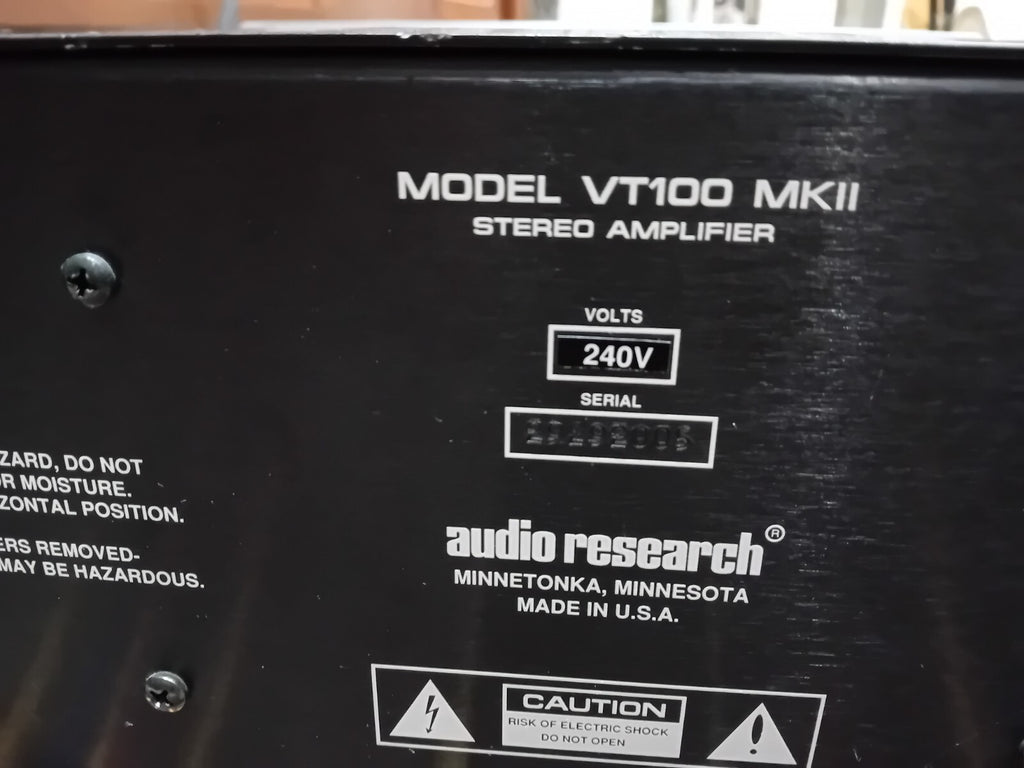 MODEL VT100 MKII
STEREO AMPLIFIER
VOLTS
240V
SERIAL
ZARD, DO NOT
OR MOISTURE.
ZONTAL POSITION.
ERS REMOVED-
MAY BE HAZARDOUS.
audio research®
MINNETONKA, MINNESOTA
MADE IN U.S.A.
CAUTION
RISK OF ELECTRIC SHOCK
DO NOT OPEN